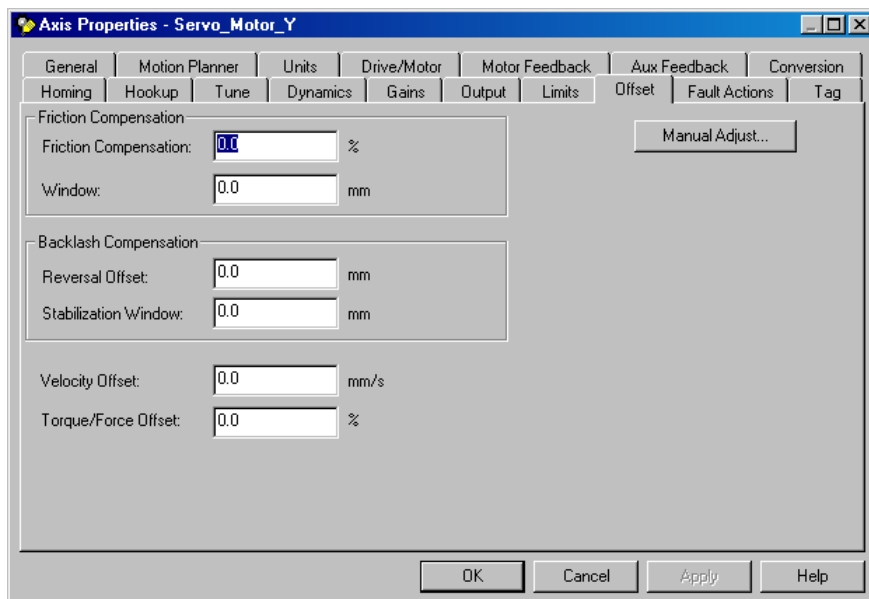 Axis Properties - Servo_Motor_Y
General Motion Planner Units Drive/Motor Motor Feedback Aux Feedback Conversion
Homing Hookup Tune Dynamics Gains Output Limits Offset Fault Actions Tag
Friction Compensation
Friction Compensation: 0.0 %
Window: 0.0 mm
Manual Adjust...
Backlash Compensation
Reversal Offset: 0.0 mm
Stabilization Window: 0.0 mm
Velocity Offset: 0.0 mm/s
Torque/Force Offset: 0.0 %
OK Cancel Apply Help